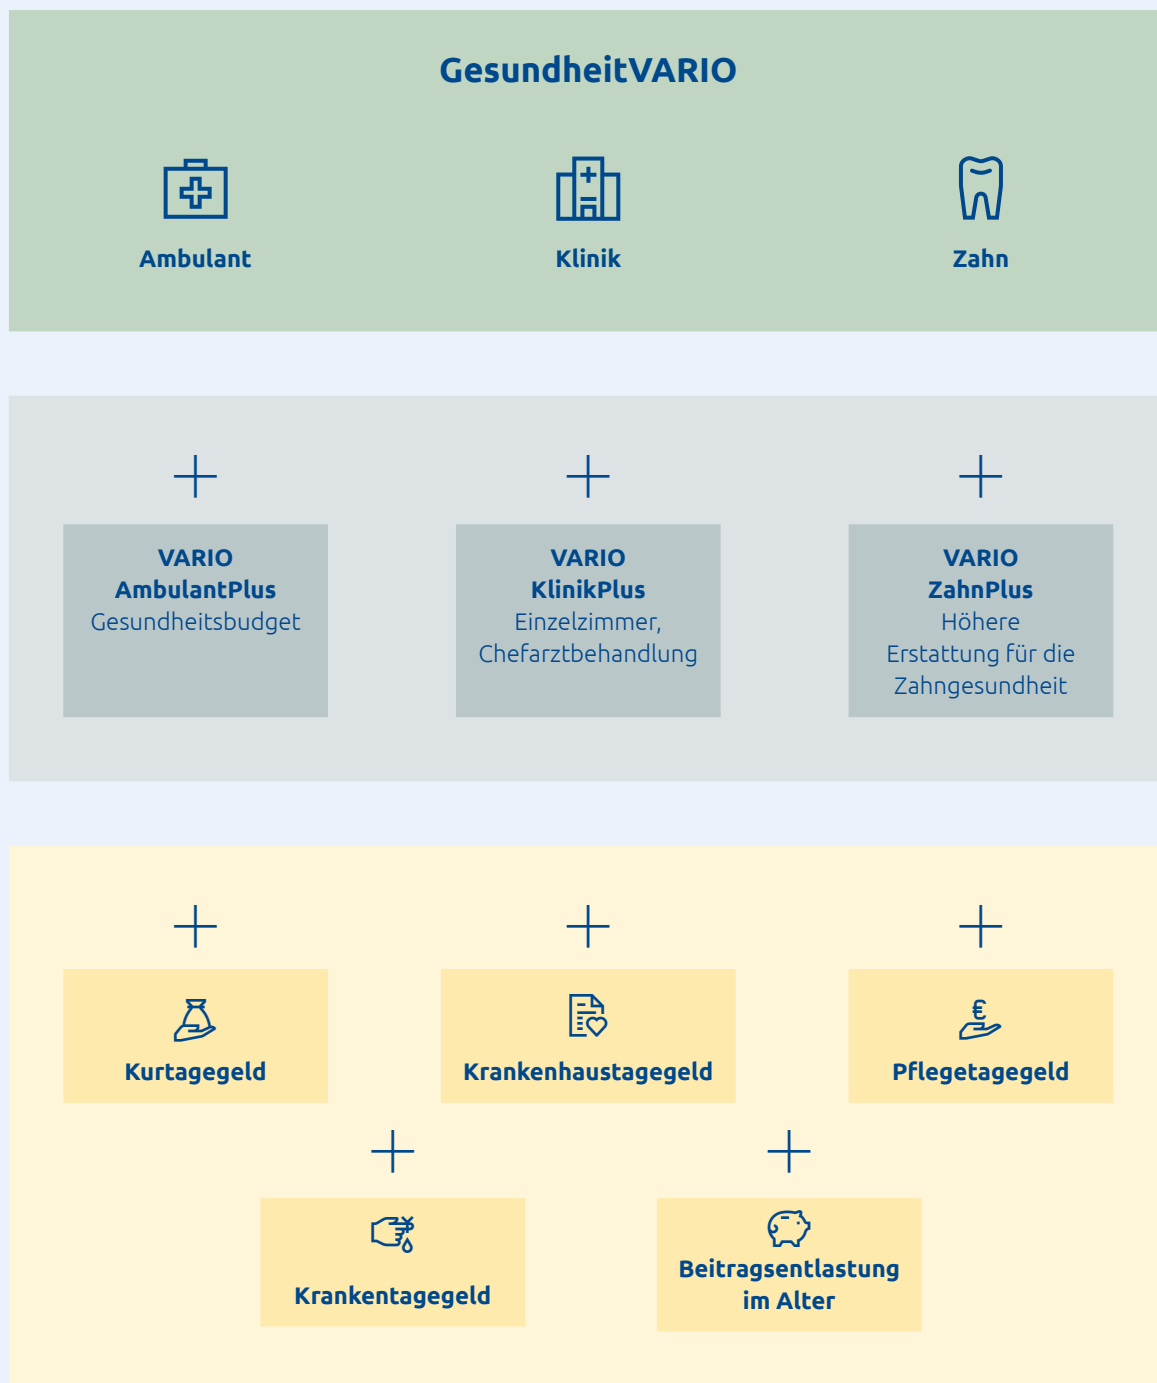 GesundheitVARIO
Ambulant
Klinik
Zahn
VARIO
AmbulantPlus
Gesundheitsbudget
VARIO
KlinikPlus
Einzelzimmer,
Chefarztbehandlung
VARIO
ZahnPlus
Höhere
Erstattung für die
Zahngesundheit
Kurtagegeld
Krankenhaustagegeld
€
Pflegetagegeld
Krankentagegeld
Beitragsentlastung
im Alter